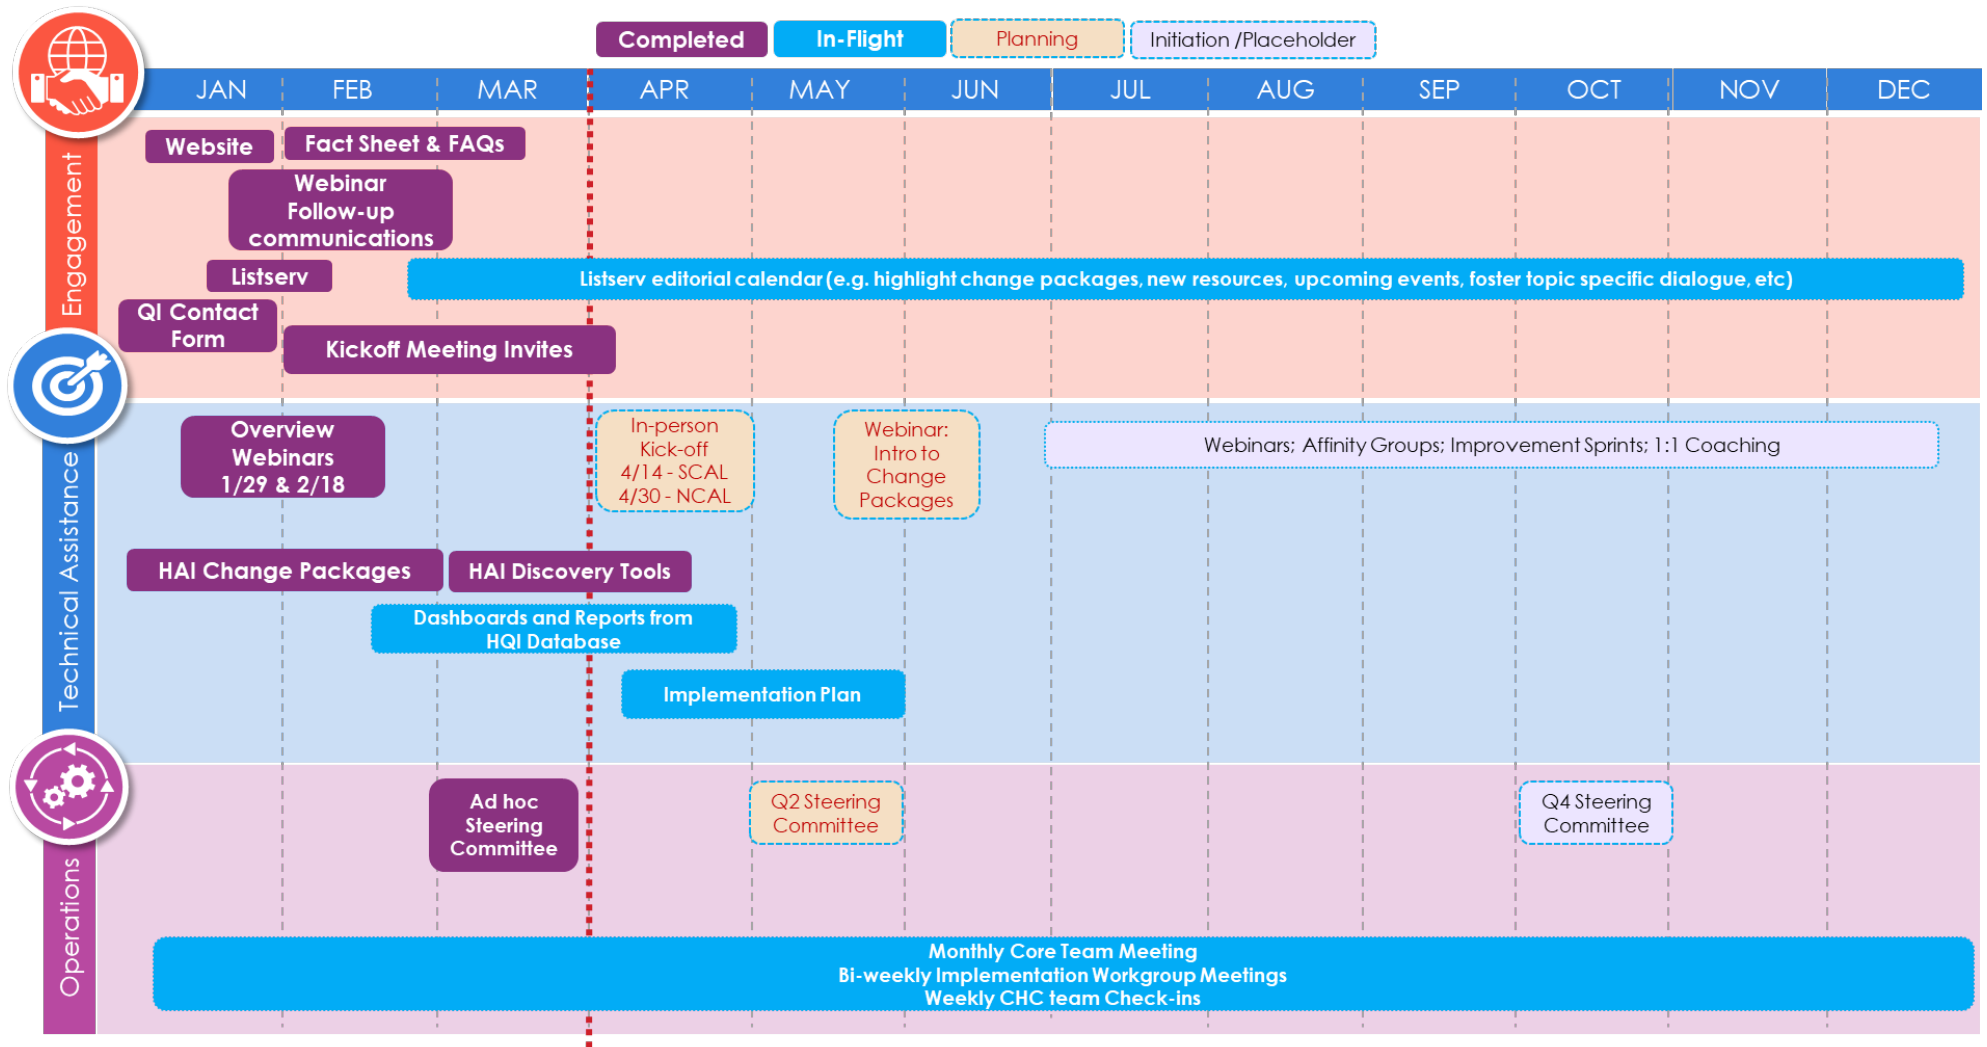 Completed
In-Flight
Planning
Initiation /Placeholder
JAN FEB MAR APR MAY JUN JUL AUG SEP OCT NOV DEC
Engagement
Website
Fact Sheet & FAQs
Webinar
Follow-up
communications
Listserv
Listserv editorial calendar (e.g. highlight change packages, new resources, upcoming events, foster topic specific dialogue, etc)
QI Contact
Form
Kickoff Meeting Invites
Technical Assistance
Overview
Webinars
1/29 & 2/18
In-person
Kick-off
4/14 - SCAL
4/30 - NCAL
Webinar:
Intro to
Change
Packages
Webinars; Affinity Groups; Improvement Sprints; 1:1 Coaching
HAI Change Packages
HAI Discovery Tools
Dashboards and Reports from
HQI Database
Implementation Plan
Operations
Ad hoc
Steering
Committee
Q2 Steering
Committee
Q4 Steering
Committee
Monthly Core Team Meeting
Bi-weekly Implementation Workgroup Meetings
Weekly CHC team Check-ins